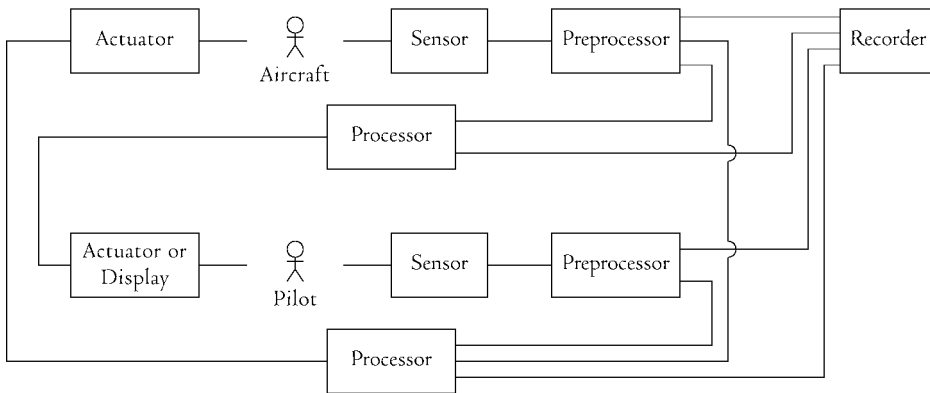 Actuator
Aircraft
Sensor
Preprocessor
Recorder
Processor
Actuator or
Display
Pilot
Sensor
Preprocessor
Processor